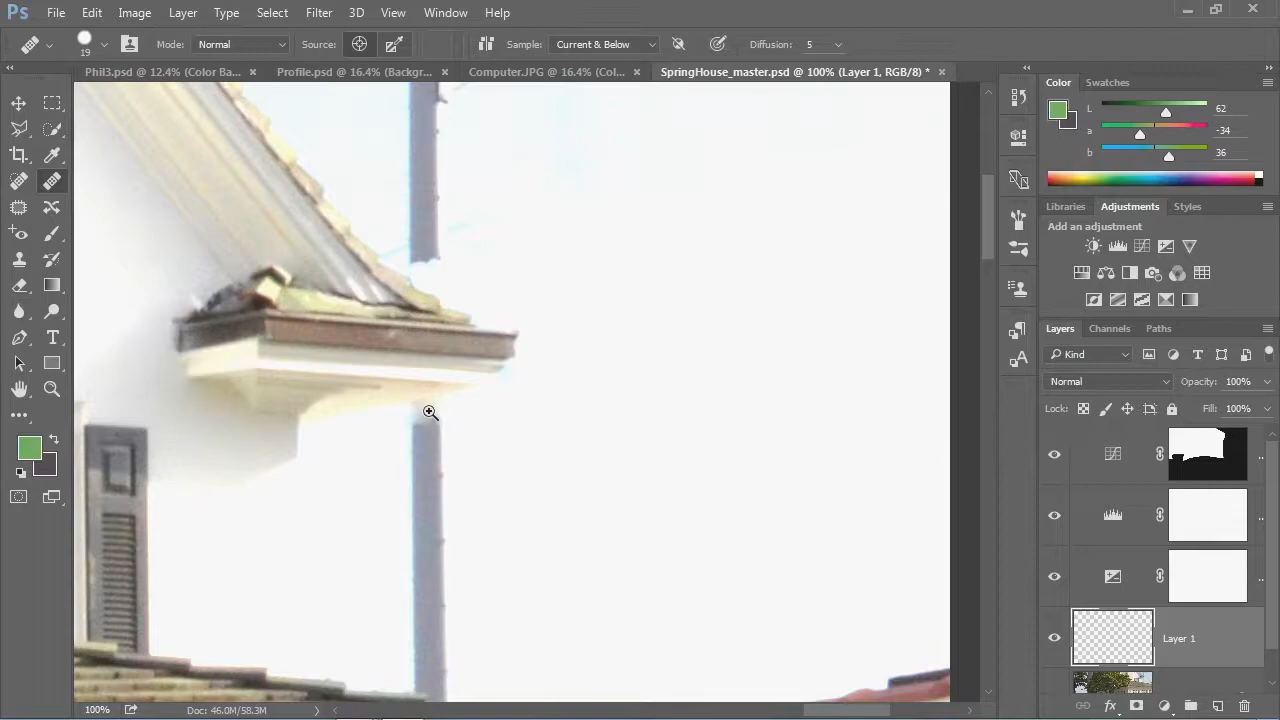 Ps File Edit Image Layer Type Select Filter 3D View Window Help
19 Mode: Normal Source: Sample: Current & Below Diffusion: 5
Phil3.psd @ 12.4% (Color Ba... × Profile.psd @ 16.4% (Backgr... × Computer.JPG @ 16.4% (Col... × SpringHouse_master.psd @ 100% (Layer 1, RGB/8) * ×
Color Swatches
L 62
a -34
b 36
Libraries Adjustments Styles
Add an adjustment
Layers Channels Paths
Kind
Normal Opacity: 100%
Lock: Fill: 100%
Layer 1
100% Doc: 46.0M/58.3M